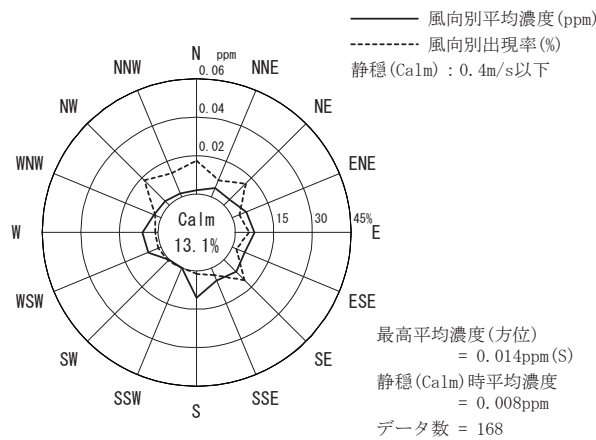 風向別平均濃度(ppm)
風向別出現率(%)
静穏(Calm)：0.4m/s以下
N ppm
0.06
0.04
0.02
NNE
NE
ENE
E
ESE
SE
SSE
S
SSW
SW
WSW
W
WNW
NW
NNW
Calm
13.1%
15 30 45%
最高平均濃度(方位)
= 0.014ppm(S)
静穏(Calm)時平均濃度
= 0.008ppm
データ数 = 168